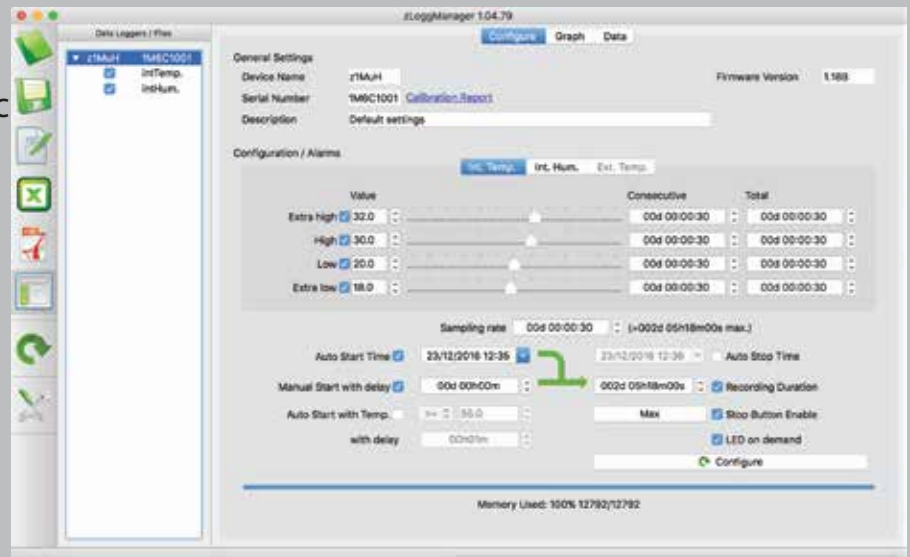 zLoggManager 1.04.79
Data Loggers / Files
z1MuH 1M6C1001
IntTemp.
IntHum.
Configure Graph Data
General Settings
Device Name z1MuH Firmware Version 1.169
Serial Number 1M6C1001 Calibration Report
Description Default settings
Configuration / Alarms
Int. Temp. Int. Hum. Ext. Temp.
Value Consecutive Total
Extra high 32.0 00d 00:00:30 00d 00:00:30
High 30.0 00d 00:00:30 00d 00:00:30
Low 20.0 00d 00:00:30 00d 00:00:30
Extra low 18.0 00d 00:00:30 00d 00:00:30
Sampling rate 00d 00:00:30 (=002d 05h18m00s max.)
Auto Start Time 23/12/2016 12:35 23/12/2016 12:36 Auto Stop Time
Manual Start with delay 00d 00h00m 002d 05h18m00s Recording Duration
Auto Start with Temp. >= Max Stop Button Enable
with delay 00h01m LED on demand
Configure
Memory Used: 100% 12792/12792
c